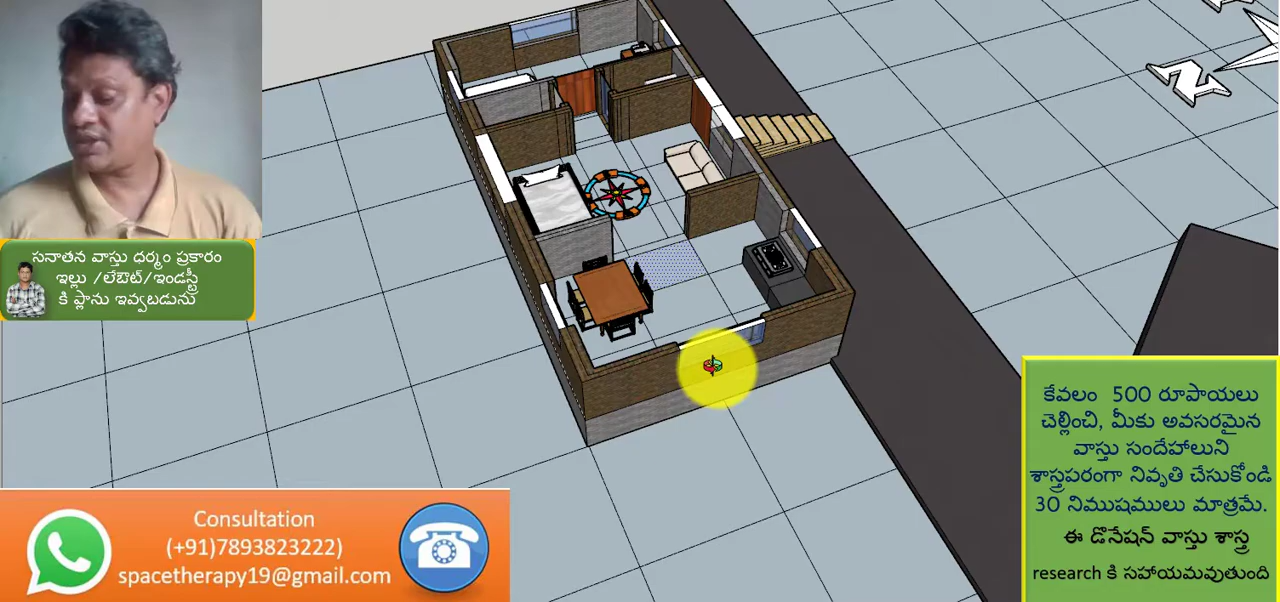 N
సనాతన వాస్తు ధర్మం ప్రకారం
ఇల్లు /లేఔట్/ఇండస్ట్రీ
కి ప్లాను ఇవ్వబడును
కేవలం 500 రూపాయలు
చెల్లించి, మీకు అవసరమైన
వాస్తు సందేహాలుని
శాస్త్రపరంగా నివృతి చేసుకోండి
30 నిముషములు మాత్రమే.
ఈ డొనేషన్ వాస్తు శాస్త్ర
research కి సహాయమవుతుంది
Consultation
(+91)7893823222)
spacetherapy19@gmail.com